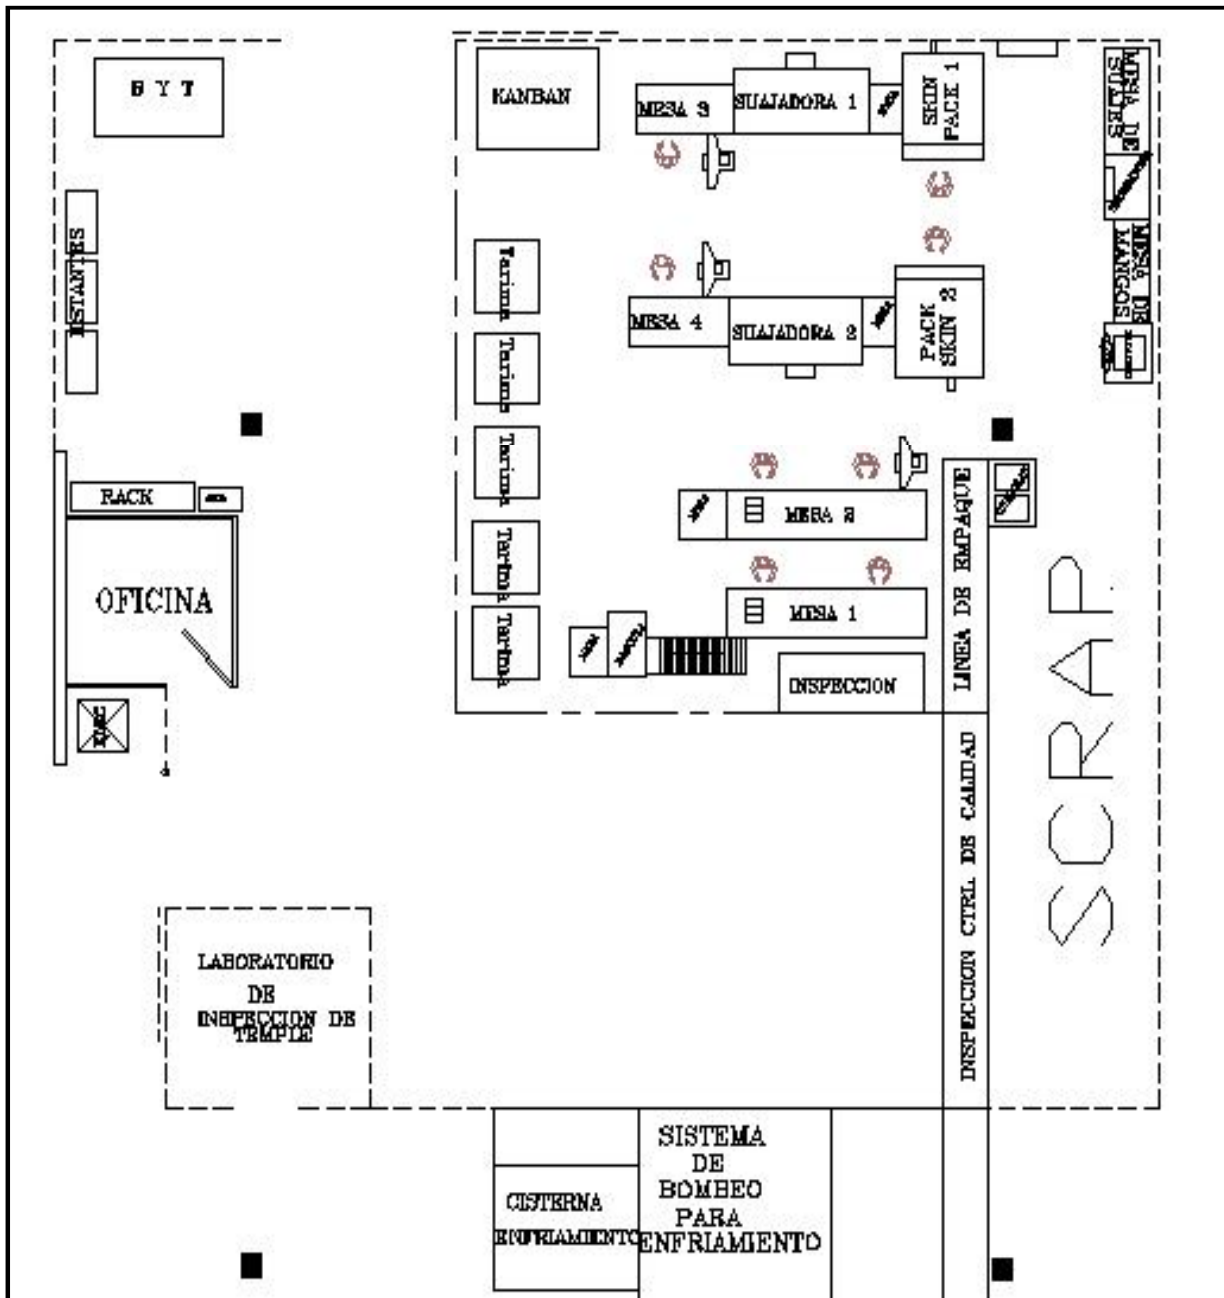 KANBAN
MESA 3
SUAJADORA 1
SKIN
PACK 1
MESA DE
SUAJES
ESTANTES
Tarima
Tarima
Tarima
Tarima
Tarima
MESA 4
SUAJADORA 2
PACK
SKIN 2
MESA DE
MANGOS
RACK
OFICINA
MESA 2
MESA 1
INSPECCION
LINEA DE EMPAQUE
SCRAP
INSPECCION CTRL. DE CALIDAD
LABORATORIO
DE
INSPECCION DE
TEMPLE
CISTERNA
ENFRIAMIENTO
SISTEMA
DE
BOMBEO
PARA
ENFRIAMIENTO